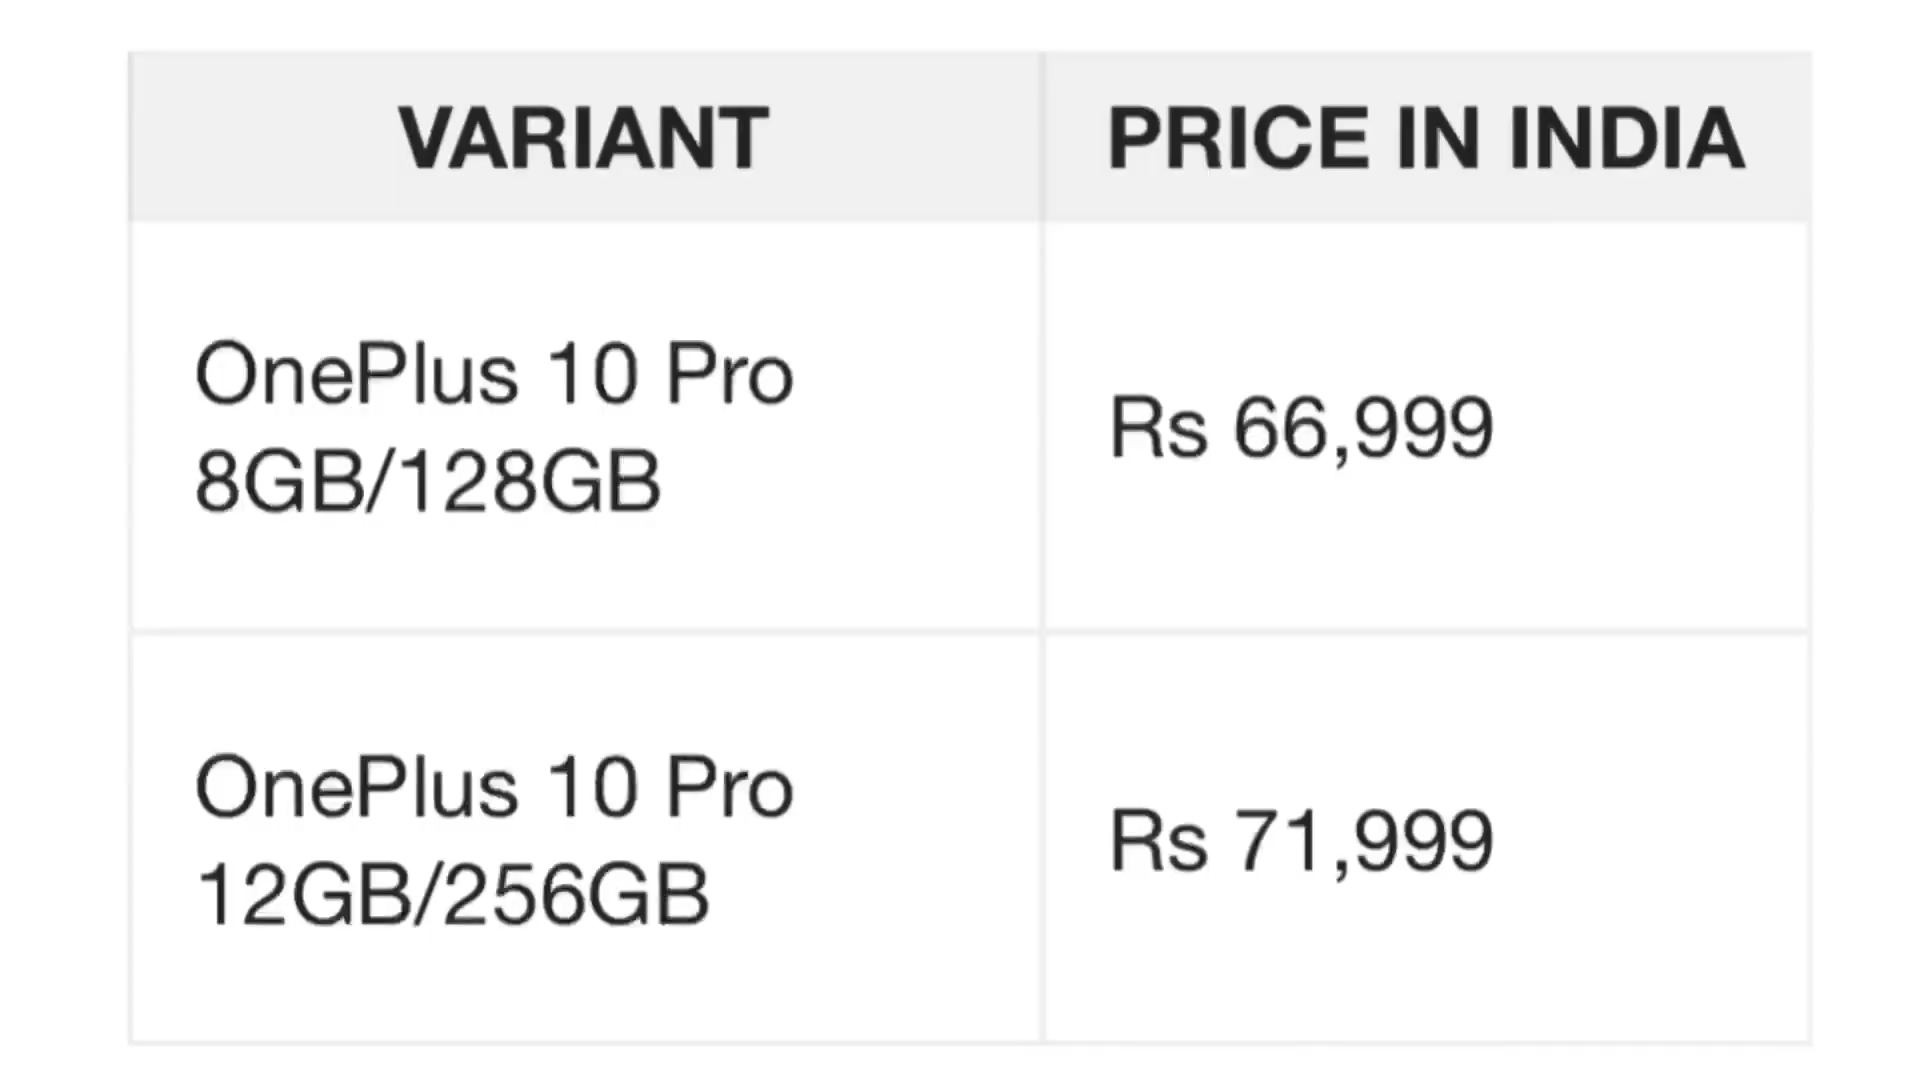 VARIANT
PRICE IN INDIA
OnePlus 10 Pro
8GB/128GB
Rs 66,999
OnePlus 10 Pro
12GB/256GB
Rs 71,999